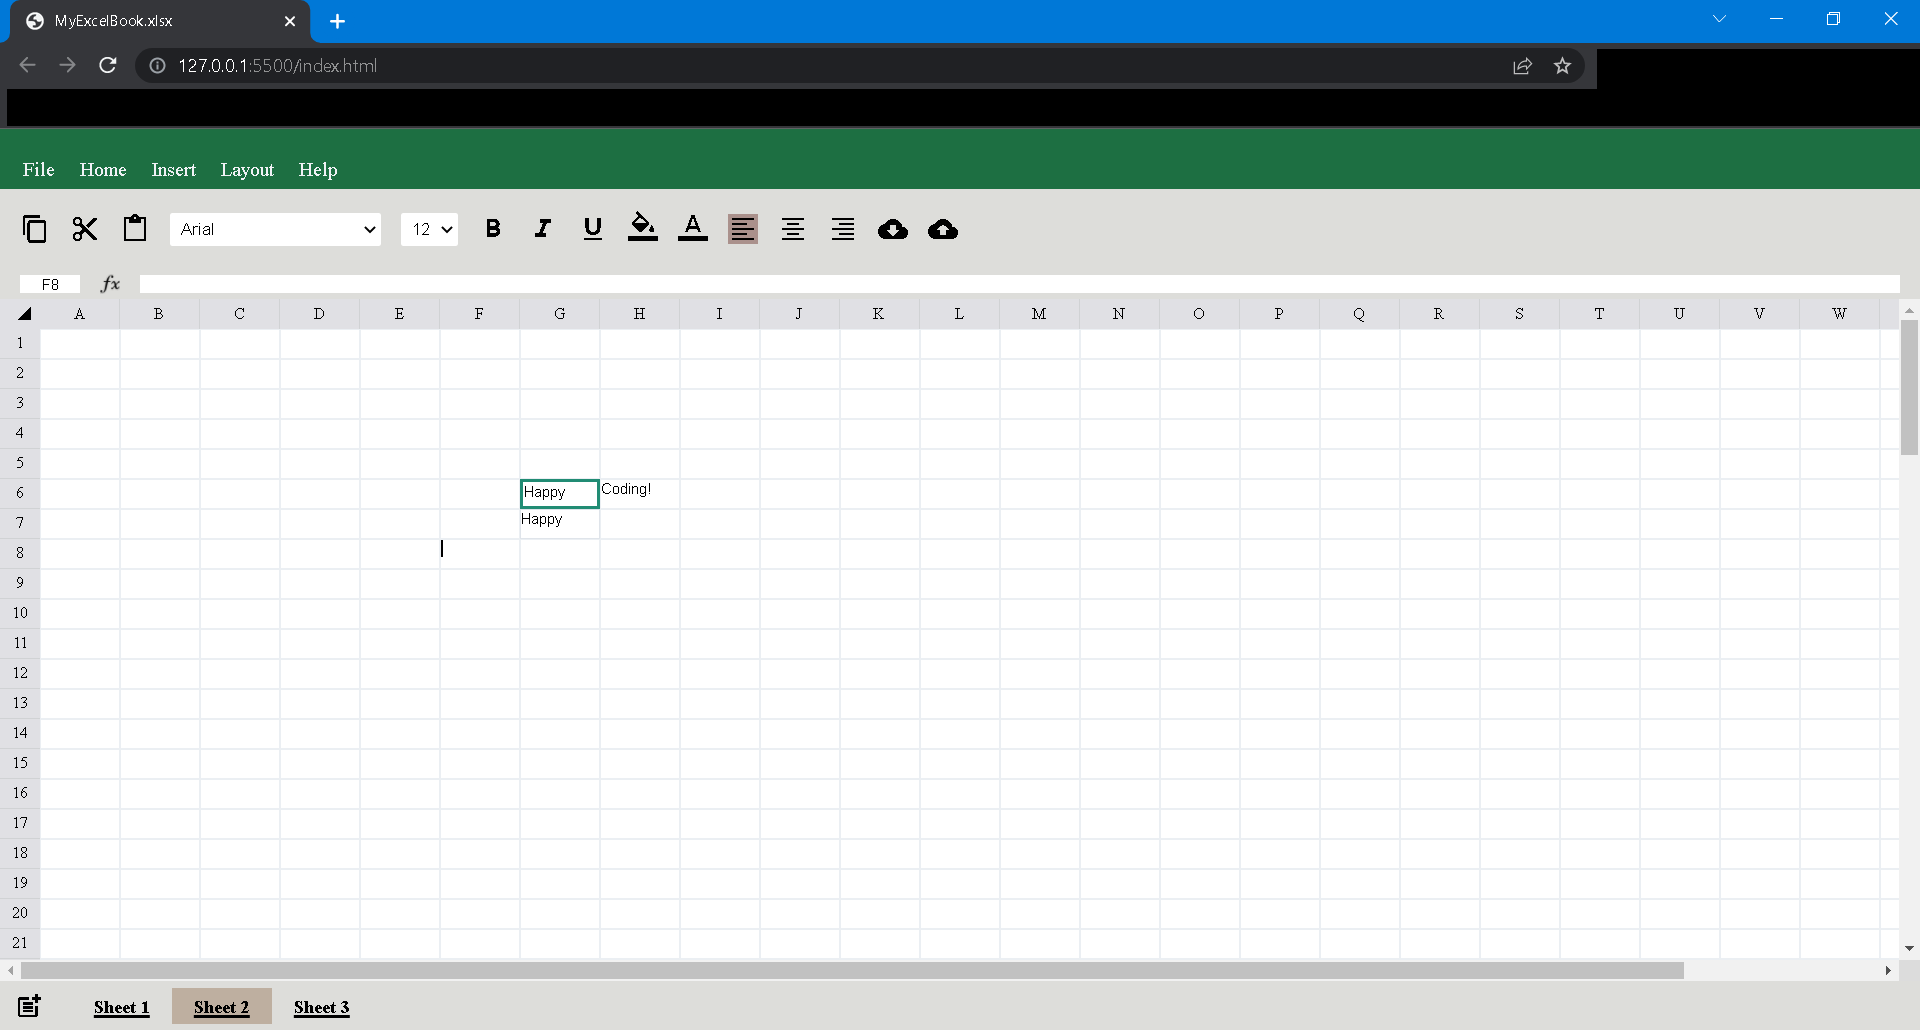 MyExcelBook.xlsx
127.0.0.1:5500/index.html
File Home Insert Layout Help
Arial 12 B I U A
F8 fx
A B C D E F G H I J K L M N O P Q R S T U V W
1
2
3
4
5
6 Happy Coding!
7 Happy
8
9
10
11
12
13
14
15
16
17
18
19
20
21
Sheet 1 Sheet 2 Sheet 3